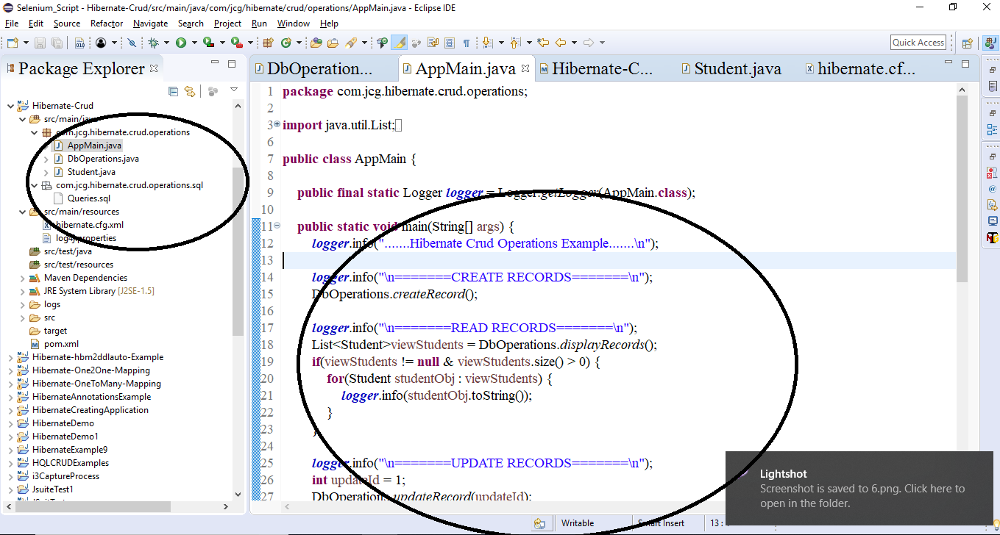 Selenium_Script - Hibernate-Crud/src/main/java/com/jcg/hibernate/crud/operations/AppMain.java - Eclipse IDE
File Edit Source Refactor Navigate Search Project Run Window Help
Quick Access
Package Explorer
Hibernate-Crud
src/main/java
com.jcg.hibernate.crud.operations
AppMain.java
DbOperations.java
Student.java
com.jcg.hibernate.crud.operations.sql
Queries.sql
src/main/resources
hibernate.cfg.xml
log4j.properties
src/test/java
src/test/resources
Maven Dependencies
JRE System Library [J2SE-1.5]
logs
src
target
pom.xml
Hibernate-hbm2ddlauto-Example
Hibernate-One2One-Mapping
Hibernate-OneToMany-Mapping
HibernateAnnotationsExample
HibernateCreatingApplication
HibernateDemo
HibernateDemo1
HibernateExample9
HQLCRUDExamples
i3CaptureProcess
JsuiteTest1
DbOperation... AppMain.java Hibernate-C... Student.java hibernate.cf...
1 package com.jcg.hibernate.crud.operations;
2
3 import java.util.List;
6
7 public class AppMain {
8
9 public final static Logger logger = Logger.getLogger(AppMain.class);
10
11 public static void main(String[] args) {
12 logger.info(".......Hibernate Crud Operations Example.......\n");
13
14 logger.info("\n=======CREATE RECORDS=======\n");
15 DbOperations.createRecord();
16
17 logger.info("\n=======READ RECORDS=======\n");
18 List<Student>viewStudents = DbOperations.displayRecords();
19 if(viewStudents != null & viewStudents.size() > 0) {
20 for(Student studentObj : viewStudents) {
21 logger.info(studentObj.toString());
22 }
23 }
24
25 logger.info("\n=======UPDATE RECORDS=======\n");
26 int updateId = 1;
27 DbOperations.updateRecord(updateId);
Lightshot
Screenshot is saved to 6.png. Click here to
open in the folder.
Writable Smart Insert 13 :